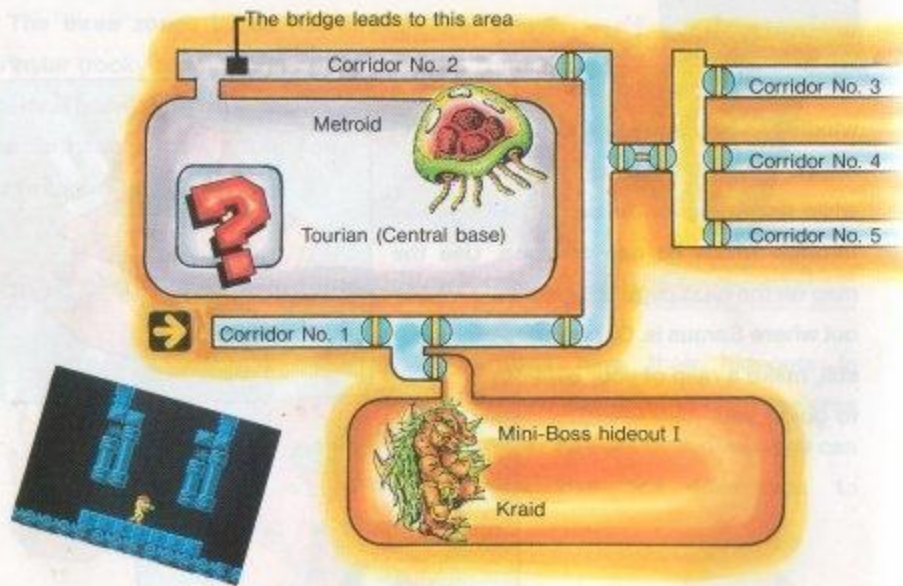 The bridge leads to this area
Corridor No. 2
Corridor No. 3
Metroid
Corridor No. 4
Tourian (Central base)
Corridor No. 5
Corridor No. 1
Mini-Boss hideout I
Kraid